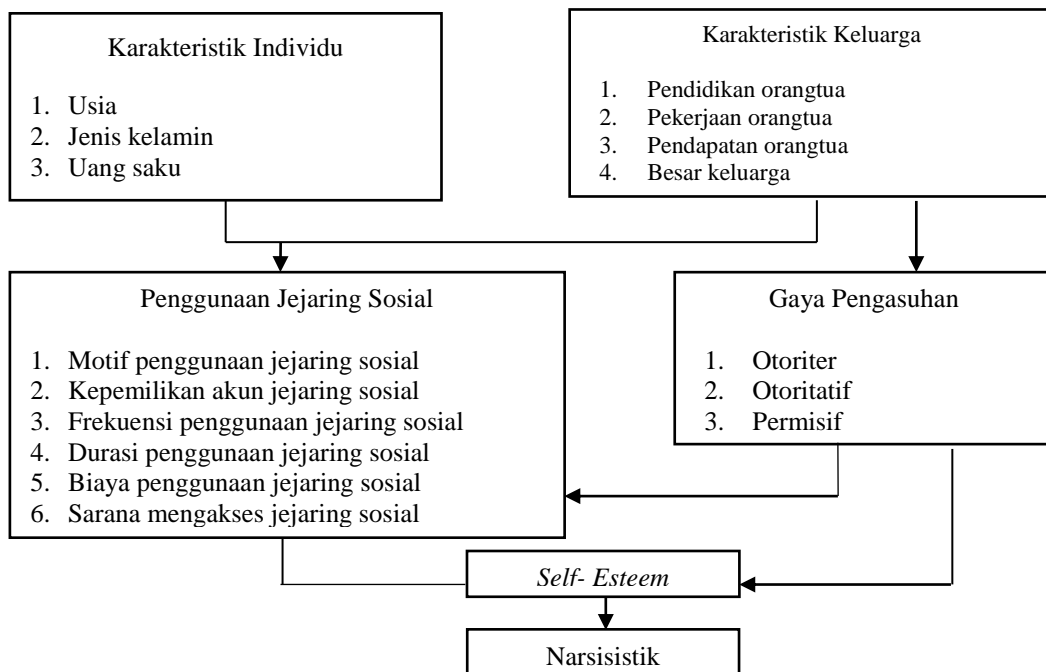 Karakteristik Individu
1. Usia
2. Jenis kelamin
3. Uang saku
Karakteristik Keluarga
1. Pendidikan orangtua
2. Pekerjaan orangtua
3. Pendapatan orangtua
4. Besar keluarga
Penggunaan Jejaring Sosial
1. Motif penggunaan jejaring sosial
2. Kepemilikan akun jejaring sosial
3. Frekuensi penggunaan jejaring sosial
4. Durasi penggunaan jejaring sosial
5. Biaya penggunaan jejaring sosial
6. Sarana mengakses jejaring sosial
Gaya Pengasuhan
1. Otoriter
2. Otoritatif
3. Permisif
Self- Esteem
Narsisistik